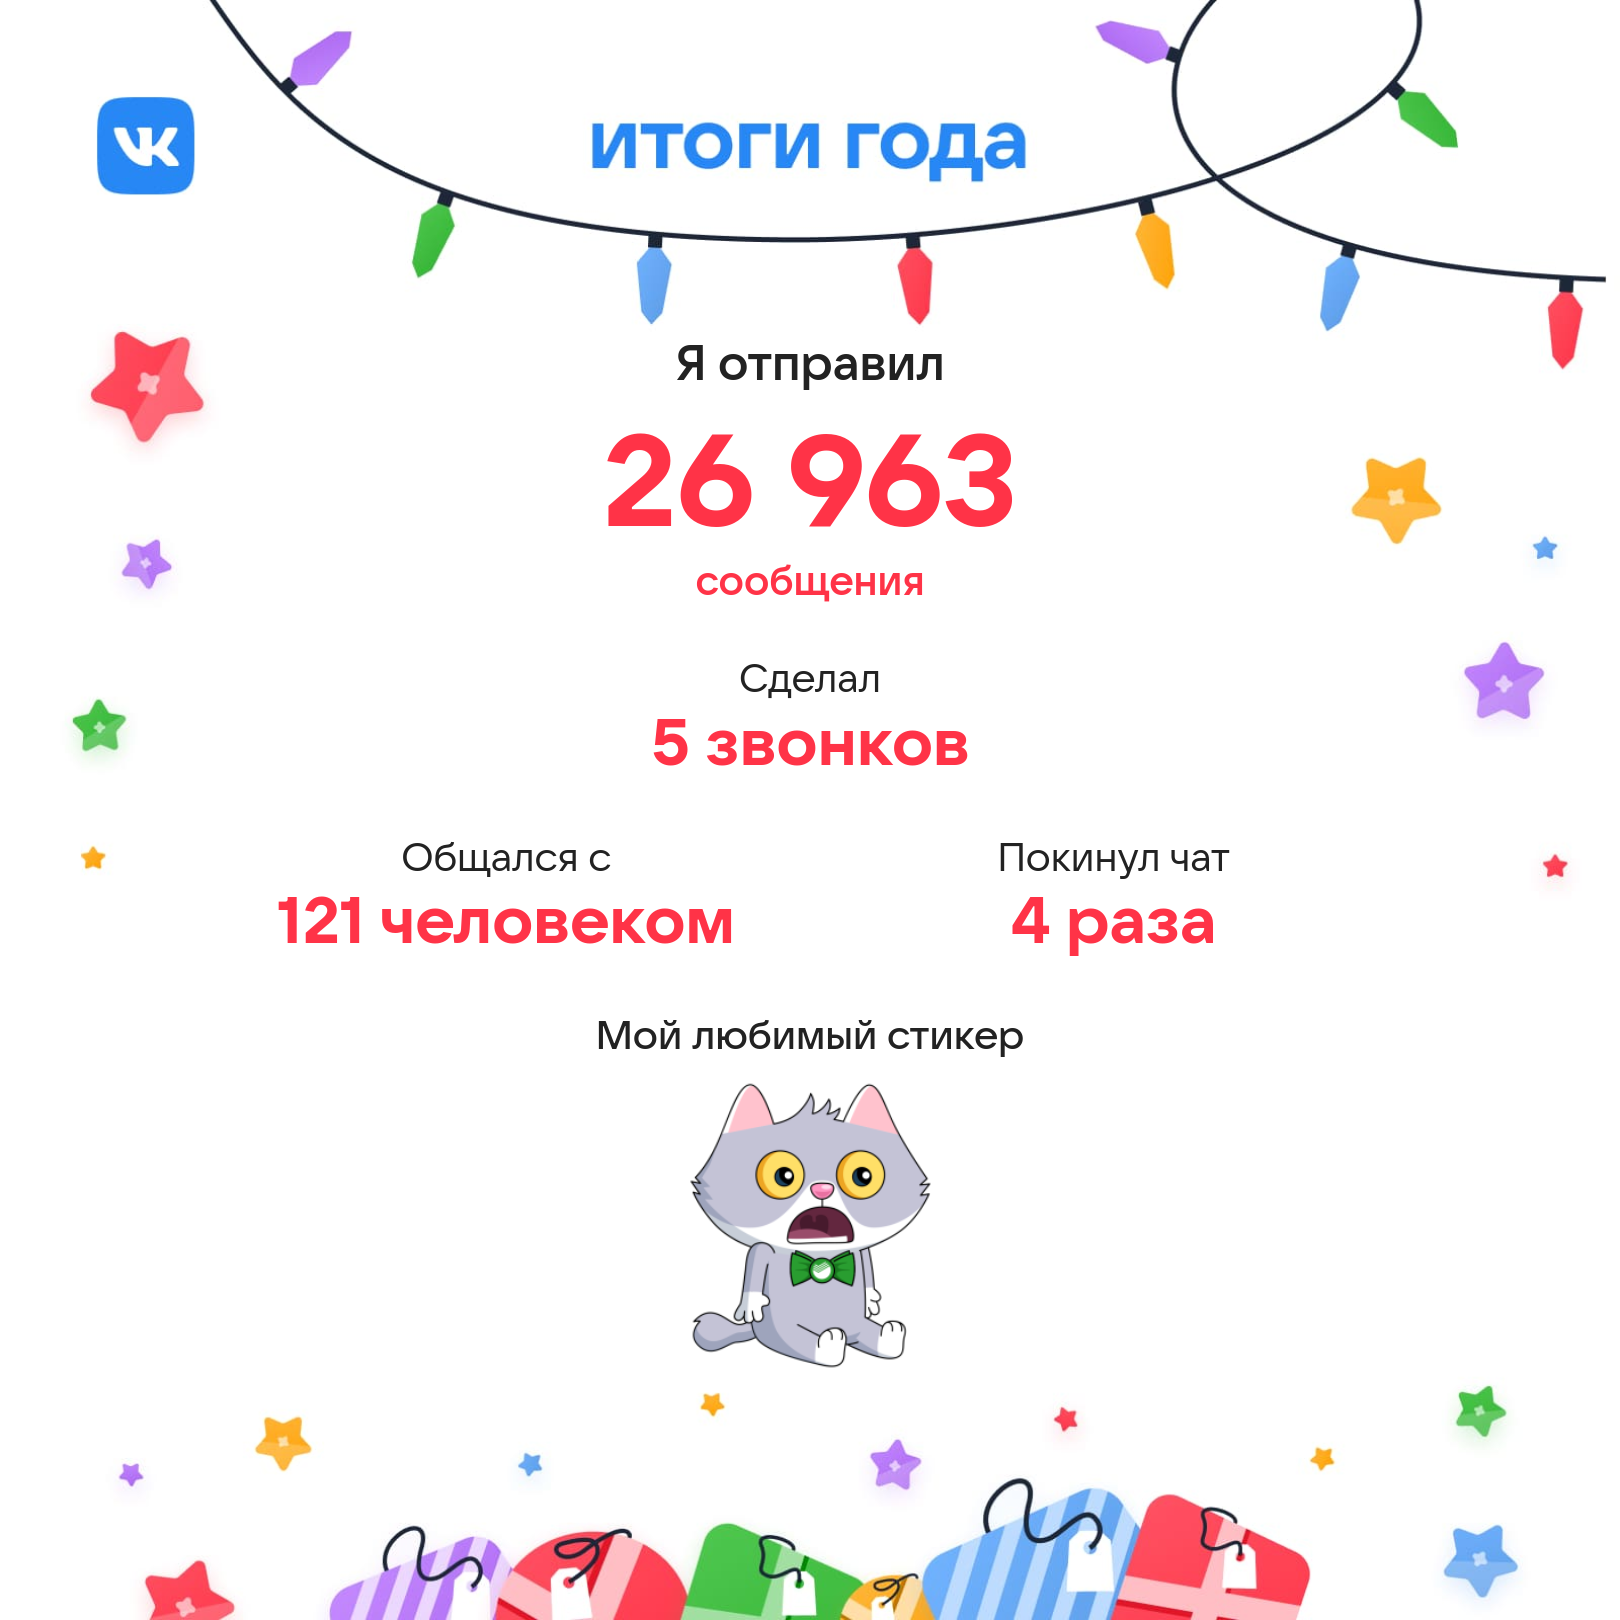 VK
итоги года
Я отправил
26 963
сообщения
Сделал
5 звонков
Общался с
121 человеком
Покинул чат
4 раза
Мой любимый стикер